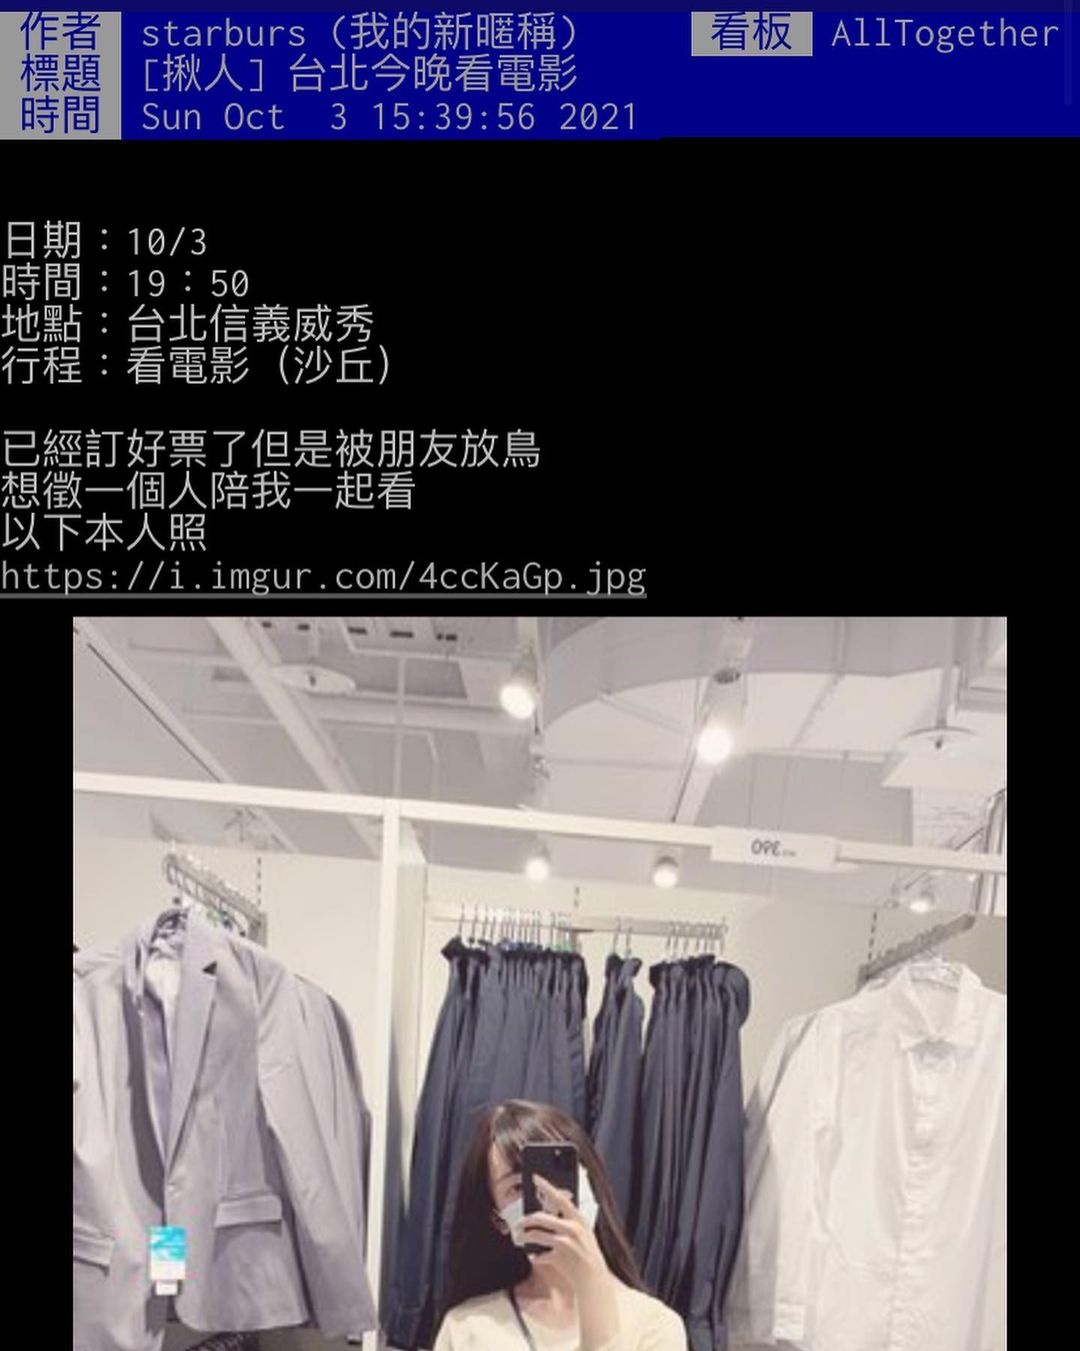 作者 starburs (我的新暱稱) 看板 AllTogether
標題 [揪人] 台北今晚看電影
時間 Sun Oct  3 15:39:56 2021
日期：10/3
時間：19：50
地點：台北信義威秀
行程：看電影（沙丘）
已經訂好票了但是被朋友放鳥
想徵一個人陪我一起看
以下本人照
https://i.imgur.com/4ccKaGp.jpg
390